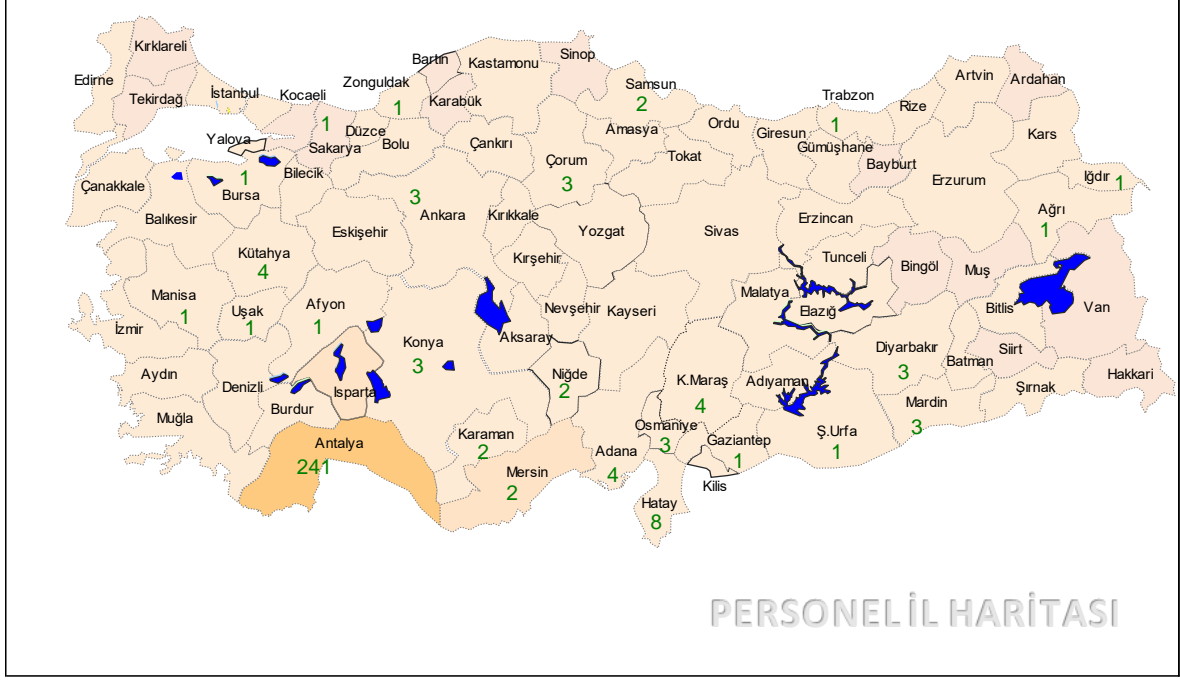 Kırklareli
Edirne
Tekirdağ
İstanbul
Kocaeli
1
Yalova
Sakarya
Düzce
Zonguldak
1
Bartın
Karabük
Kastamonu
Sinop
Samsun
2
Amasya
Ordu
Giresun
Trabzon
1
Gümüşhane
Rize
Artvin
Ardahan
Kars
Bayburt
Erzurum
Iğdır 1
Ağrı
1
Çanakkale
Balıkesir
1
Bursa
Bilecik
Bolu
Çankırı
Çorum
3
Tokat
3
Ankara
Kırıkkale
Yozgat
Sivas
Erzincan
Tunceli
Bingöl
Muş
Bitlis
Van
Eskişehir
Kütahya
4
Kırşehir
Nevşehir
Kayseri
Malatya
Elazığ
Manisa
1
İzmir
Uşak
1
Afyon
1
Konya
3
Aksaray
Niğde
2
K.Maraş
4
Adıyaman
Diyarbakır
3
Batman
Siirt
Şırnak
Hakkari
Mardin
3
Aydın
Denizli
Isparta
Burdur
Muğla
Antalya
241
Karaman
2
Mersin
2
Adana
4
Osmaniye
3
Gaziantep
1
Ş.Urfa
1
Kilis
Hatay
8
PERSONEL İL HARİTASI